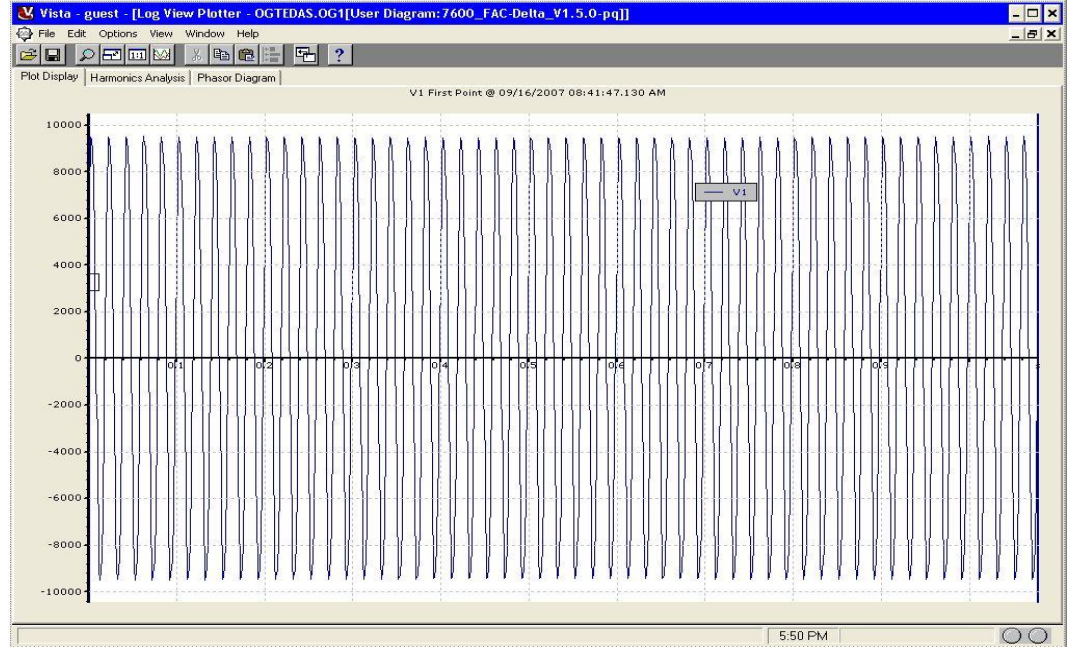 Vista - guest - [Log View Plotter - OGTEDAS.OG1[User Diagram:7600_FAC-Delta_V1.5.0-pq]]
File Edit Options View Window Help
1:1 ?
Plot Display Harmonics Analysis Phasor Diagram
V1 First Point @ 09/16/2007 08:41:47.130 AM
10000
8000
V1
6000
4000
2000
0
0.1 0.2 0.3 0.4 0.5 0.6 0.7 0.8 0.9 s
-2000
-4000
-6000
-8000
-10000
5:50 PM